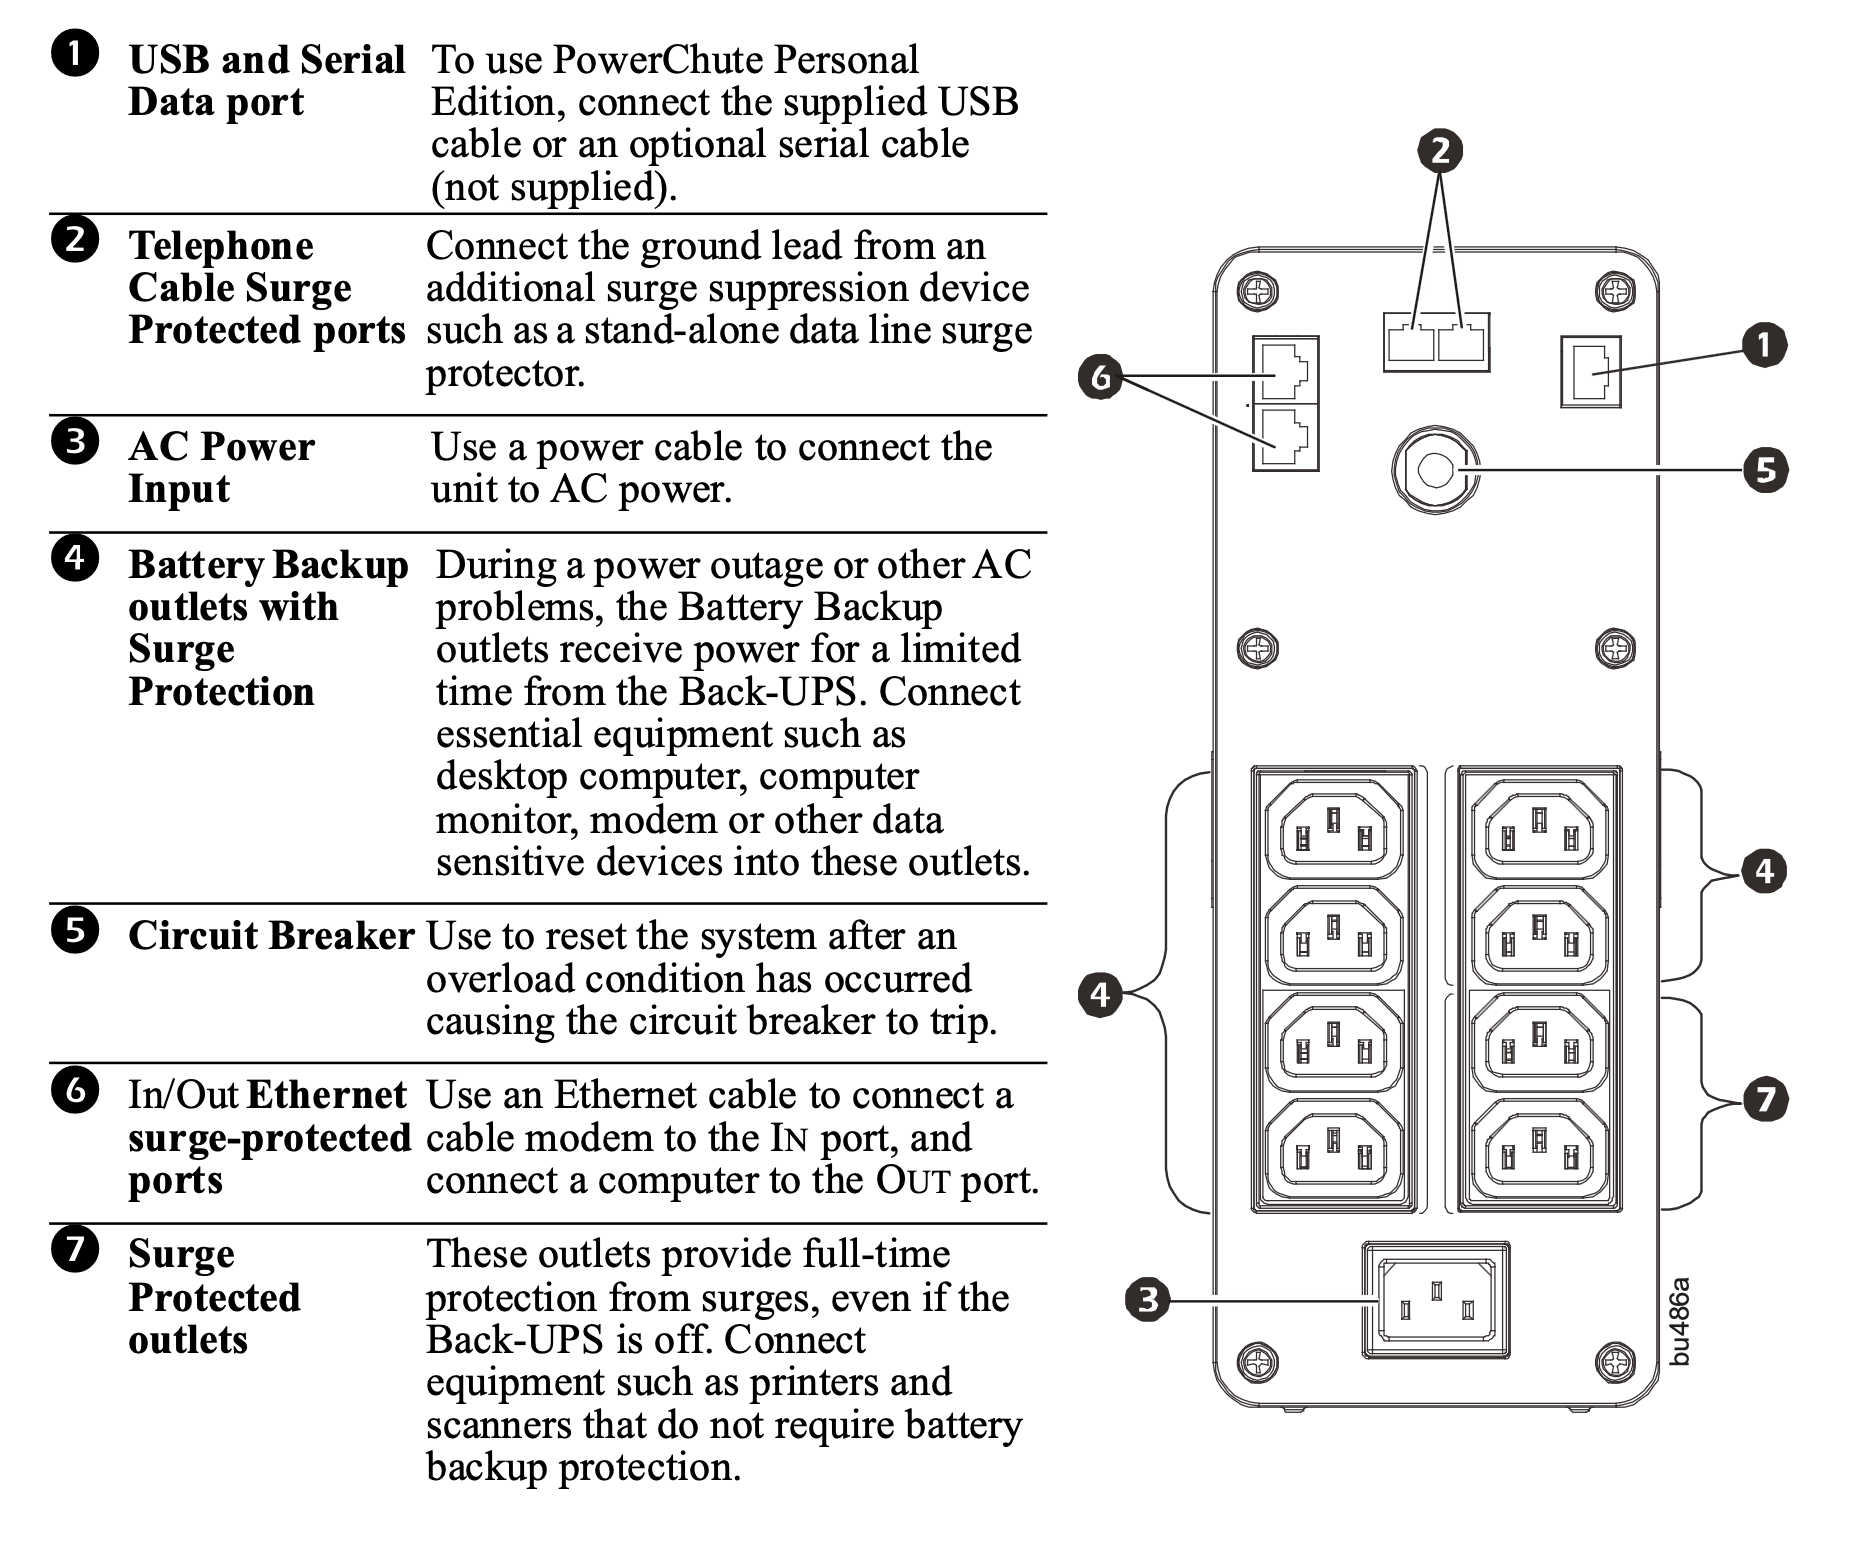 1 USB and Serial To use PowerChute Personal
Data port Edition, connect the supplied USB
cable or an optional serial cable
(not supplied).
2 Telephone Connect the ground lead from an
Cable Surge additional surge suppression device
Protected ports such as a stand-alone data line surge
protector.
3 AC Power Use a power cable to connect the
Input unit to AC power.
4 Battery Backup During a power outage or other AC
outlets with problems, the Battery Backup
Surge outlets receive power for a limited
Protection time from the Back-UPS. Connect
essential equipment such as
desktop computer, computer
monitor, modem or other data
sensitive devices into these outlets.
5 Circuit Breaker Use to reset the system after an
overload condition has occurred
causing the circuit breaker to trip.
6 In/Out Ethernet Use an Ethernet cable to connect a
surge-protected cable modem to the IN port, and
ports connect a computer to the OUT port.
7 Surge These outlets provide full-time
Protected protection from surges, even if the
outlets Back-UPS is off. Connect
equipment such as printers and
scanners that do not require battery
backup protection.
2
1
6
5
4
4
7
3
bu486a